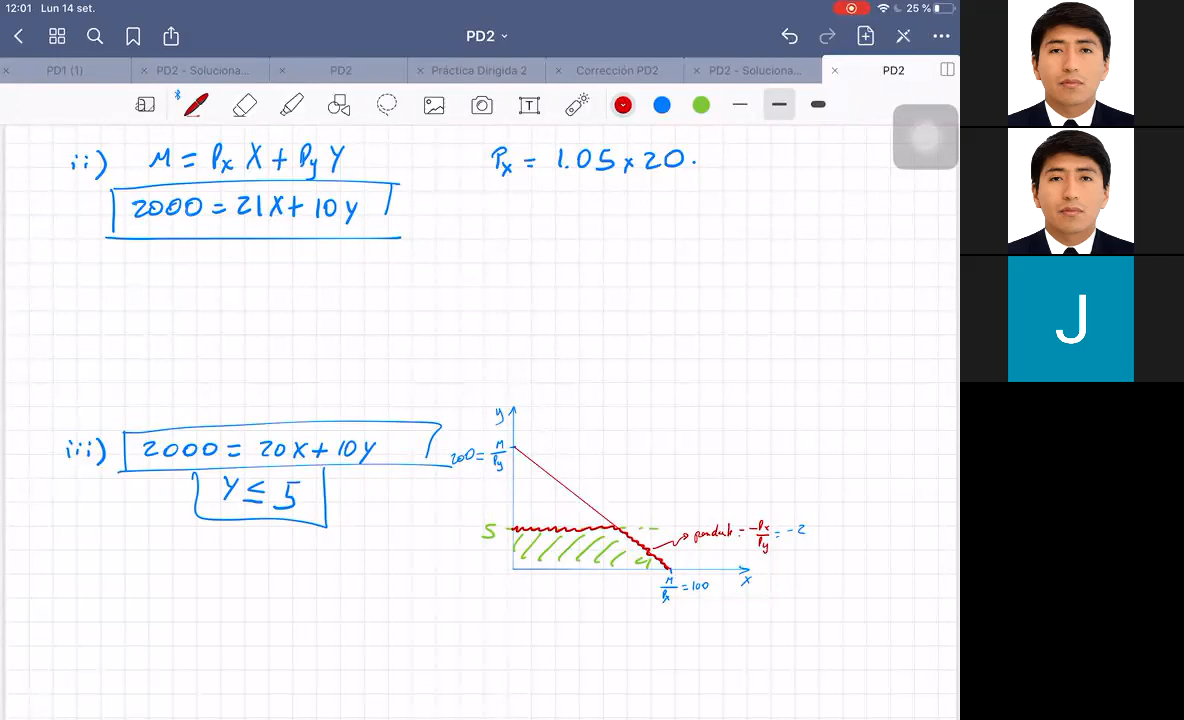 12:01 Lun 14 set. 25 %
PD2
PD1 (1) PD2 - Soluciona... PD2 Práctica Dirigida 2 Corrección PD2 PD2 - Soluciona... PD2
T
ii) M = Px X + Py Y Px = 1.05 x 20.
2000 = 21X + 10Y
J
iii) 2000 = 20X + 10Y
Y ≤ 5
y
200 = M/Py
5
pendiente = -Px/Py = -2
M/Px = 100
x